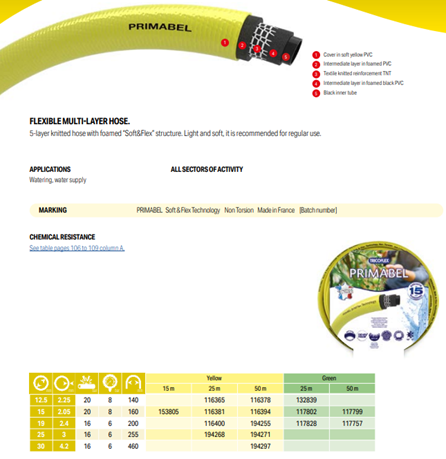 PRIMABEL
1 Cover in soft yellow PVC
2 Intermediate layer in foamed PVC
3 Textile knitted reinforcement TNT
4 Intermediate layer in foamed black PVC
5 Black inner tube
1 2 3 4 5
FLEXIBLE MULTI-LAYER HOSE.
5-layer knitted hose with foamed "Soft&Flex" structure. Light and soft, it is recommended for regular use.
APPLICATIONS ALL SECTORS OF ACTIVITY
Watering, water supply
MARKING PRIMABEL Soft & Flex Technology Non Torsion Made in France [Batch number]
CHEMICAL RESISTANCE
See table pages 106 to 109 column A.
TRICOFLEX
PRIMABEL
15
Yellow Green
15 m 25 m 50 m 25 m 50 m
12.5 2.25 20 8 140 116365 116378 132839
15 2.05 20 8 160 153805 116381 116394 117802 117799
19 2.4 16 6 200 116400 194255 117828 117757
25 3 16 6 255 194268 194271
30 4.2 16 6 460 194297